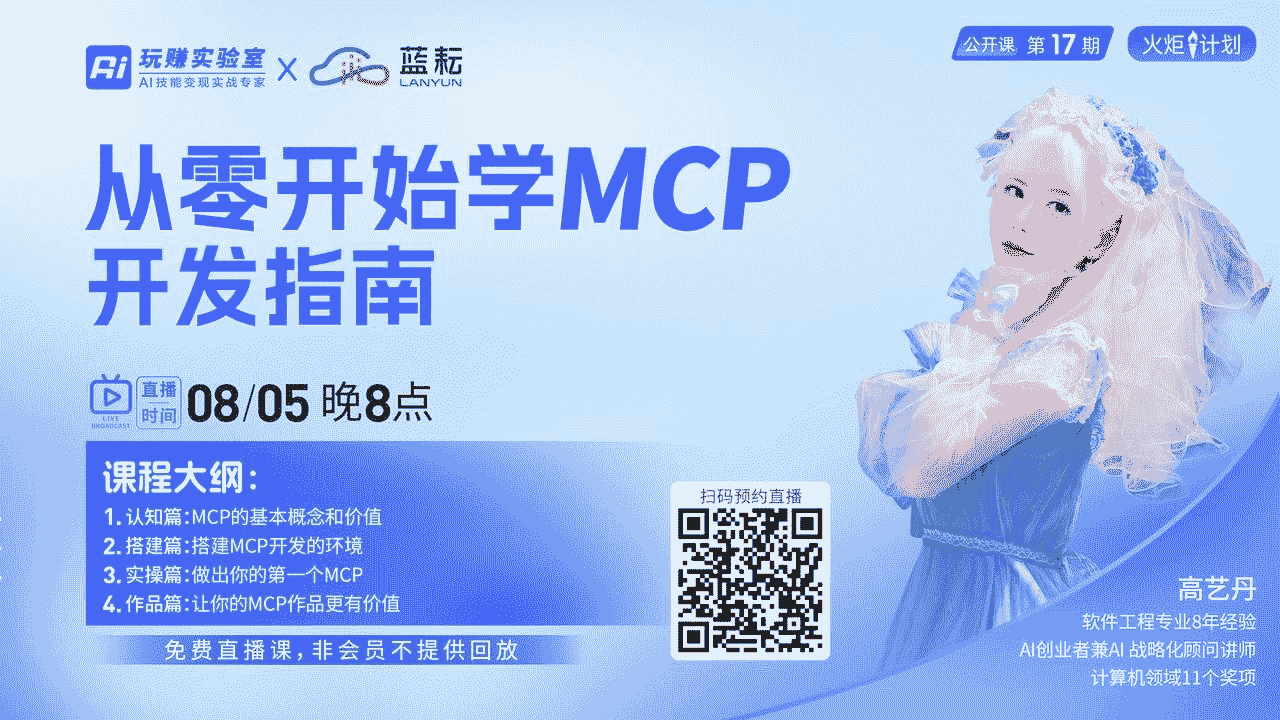 Ai 玩赚实验室
AI技能变现实战专家
X
蓝耘
LANYUN
公开课 第17期
火炬计划
从零开始学MCP
开发指南
LIVE
BROADCAST
直播
时间
08/05 晚8点
课程大纲：
1. 认知篇：MCP的基本概念和价值
2. 搭建篇：搭建MCP开发的环境
3. 实操篇：做出你的第一个MCP
4. 作品篇：让你的MCP作品更有价值
免费直播课，非会员不提供回放
扫码预约直播
高艺丹
软件工程专业8年经验
AI创业者兼AI 战略化顾问讲师
计算机领域11个奖项